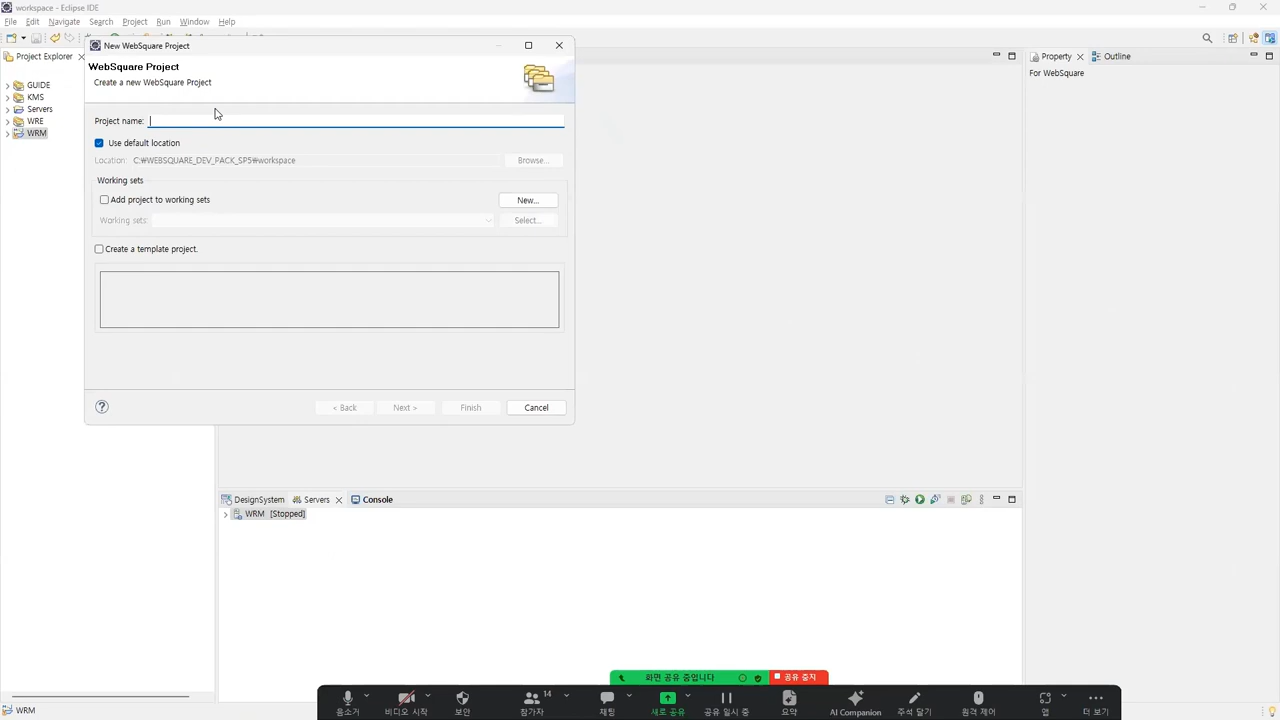 workspace - Eclipse IDE
File Edit Navigate Search Project Run Window Help
New WebSquare Project
Project Explorer
WebSquare Project
Create a new WebSquare Project
Property Outline
For WebSquare
GUIDE
KMS
Servers
WRE
WRM
Project name:
Use default location
Location: C:₩WEBSQUARE_DEV_PACK_SP5₩workspace Browse...
Working sets
Add project to working sets New...
Working sets: Select...
Create a template project.
? < Back Next > Finish Cancel
DesignSystem Servers Console
WRM [Stopped]
화면 공유 중입니다 공유 중지
14
음소거 비디오 시작 보안 참가자 채팅 새로 공유 공유 일시 중 요약 AI Companion 주석 달기 원격 제어 앱 더 보기
WRM